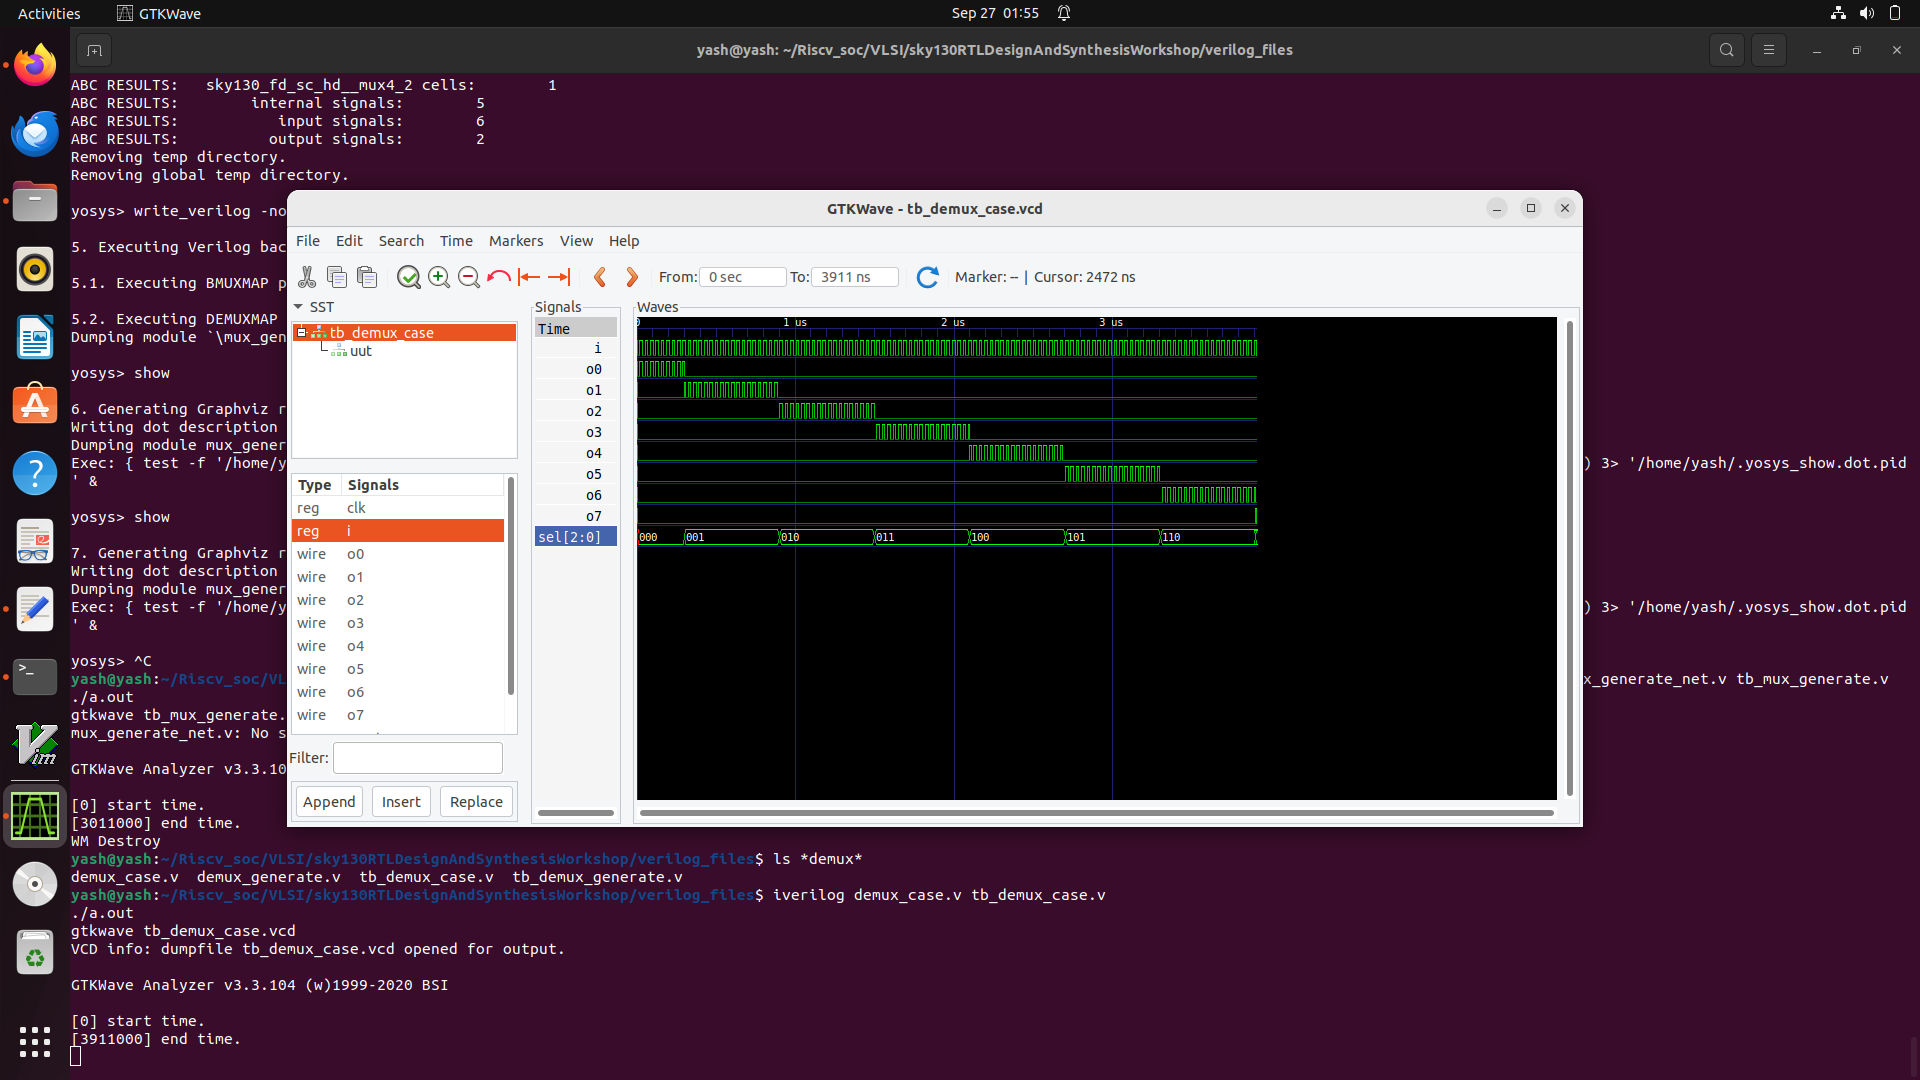 Activities
GTKWave
Sep 27 01:55
yash@yash: ~/Riscv_soc/VLSI/sky130RTLDesignAndSynthesisWorkshop/verilog_files
ABC RESULTS:   sky130_fd_sc_hd__mux4_2 cells:        1
ABC RESULTS:        internal signals:        5
ABC RESULTS:           input signals:        6
ABC RESULTS:          output signals:        2
Removing temp directory.
Removing global temp directory.
yosys> write_verilog -no
5. Executing Verilog bac
5.1. Executing BMUXMAP p
5.2. Executing DEMUXMAP
Dumping module `\mux_gen
yosys> show
6. Generating Graphviz r
Writing dot description
Dumping module mux_gener
Exec: { test -f '/home/y
) 3> '/home/yash/.yosys_show.dot.pid
' &
yosys> show
7. Generating Graphviz r
Writing dot description
Dumping module mux_gener
Exec: { test -f '/home/y
) 3> '/home/yash/.yosys_show.dot.pid
' &
yosys> ^C
yash@yash:~/Riscv_soc/VL
x_generate_net.v tb_mux_generate.v
./a.out
gtkwave tb_mux_generate.
mux_generate_net.v: No s
GTKWave Analyzer v3.3.10
[0] start time.
[3011000] end time.
WM Destroy
yash@yash:~/Riscv_soc/VLSI/sky130RTLDesignAndSynthesisWorkshop/verilog_files$ ls *demux*
demux_case.v  demux_generate.v  tb_demux_case.v  tb_demux_generate.v
yash@yash:~/Riscv_soc/VLSI/sky130RTLDesignAndSynthesisWorkshop/verilog_files$ iverilog demux_case.v tb_demux_case.v
./a.out
gtkwave tb_demux_case.vcd
VCD info: dumpfile tb_demux_case.vcd opened for output.
GTKWave Analyzer v3.3.104 (w)1999-2020 BSI
[0] start time.
[3911000] end time.
GTKWave - tb_demux_case.vcd
File Edit Search Time Markers View Help
From: 0 sec To: 3911 ns Marker: -- | Cursor: 2472 ns
SST
tb_demux_case
uut
Type Signals
reg clk
reg i
wire o0
wire o1
wire o2
wire o3
wire o4
wire o5
wire o6
wire o7
Filter:
Append Insert Replace
Signals
Time
i
o0
o1
o2
o3
o4
o5
o6
o7
sel[2:0]
Waves
0 1 us 2 us 3 us
000 001 010 011 100 101 110